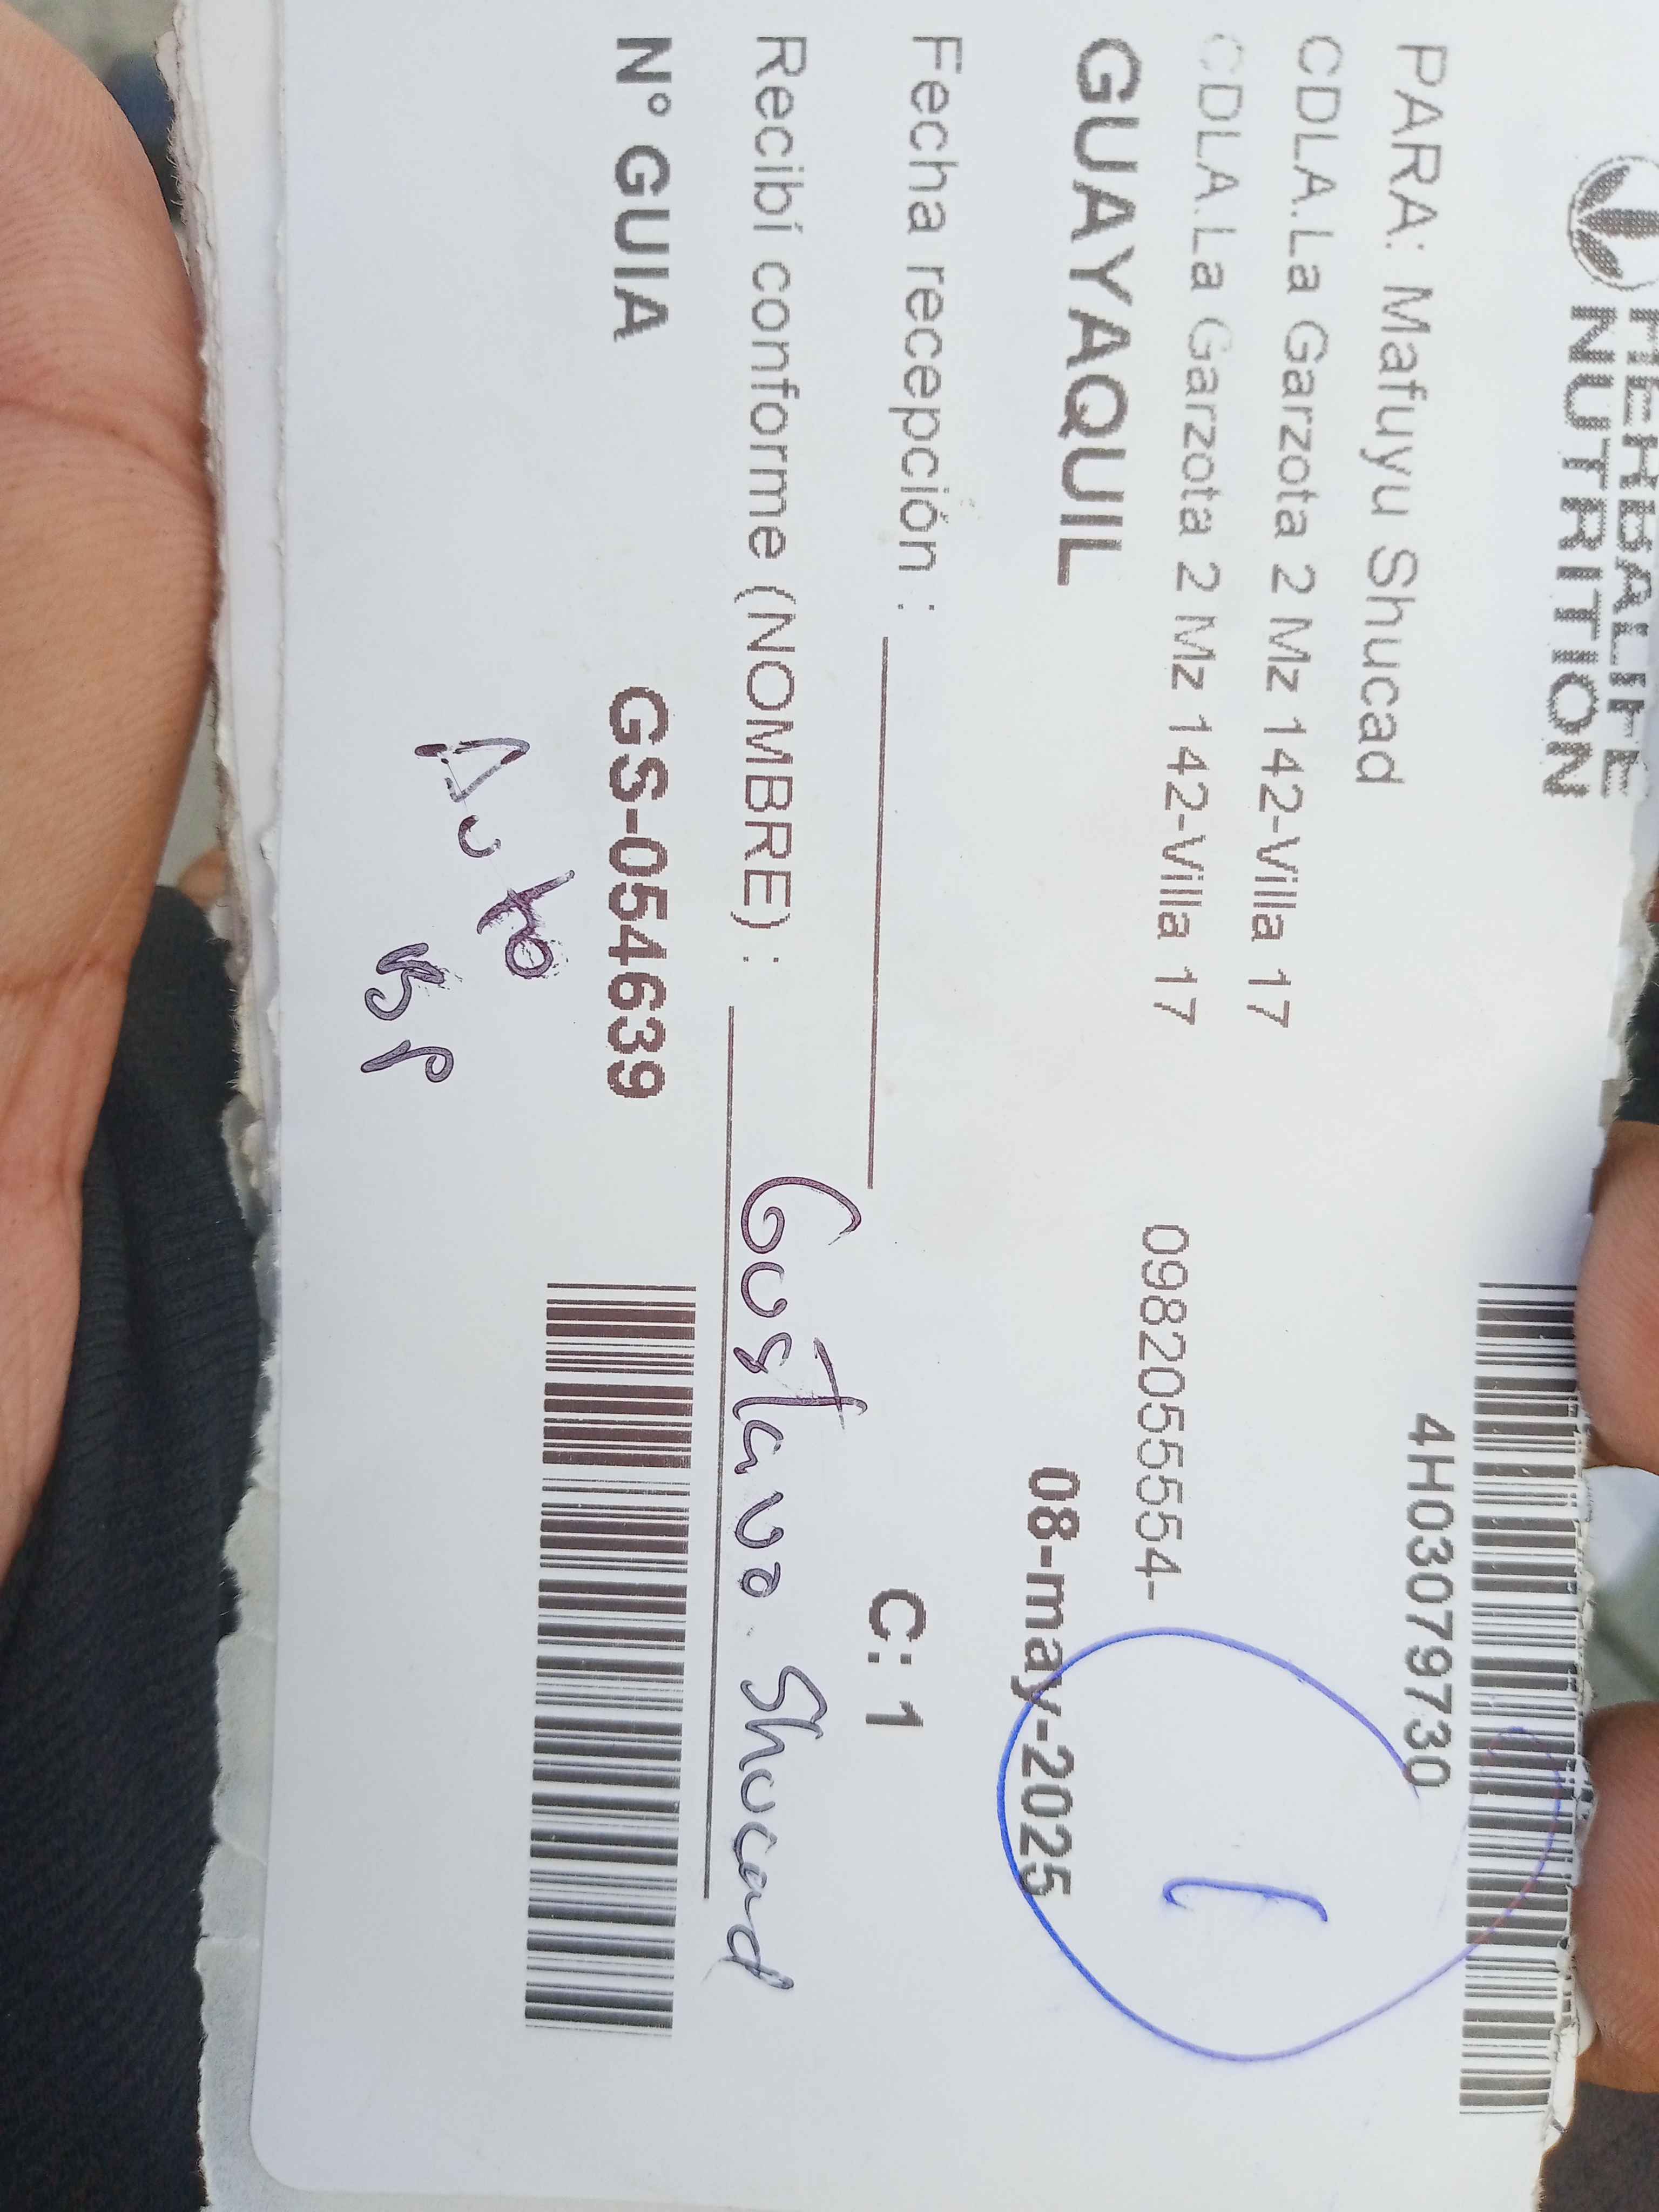 HERBALIFE
NUTRITION
4H03079730
PARA: Mafuyu Shucad
CDLA.La Garzota 2 Mz 142-Villa 17
CDLA.La Garzota 2 Mz 142-Villa 17
0982055554-
1
GUAYAQUIL
08-may-2025
Fecha recepción :
C: 1
Recibí conforme (NOMBRE) : Gustavo Shucad
N° GUIA GS-054639
Auto